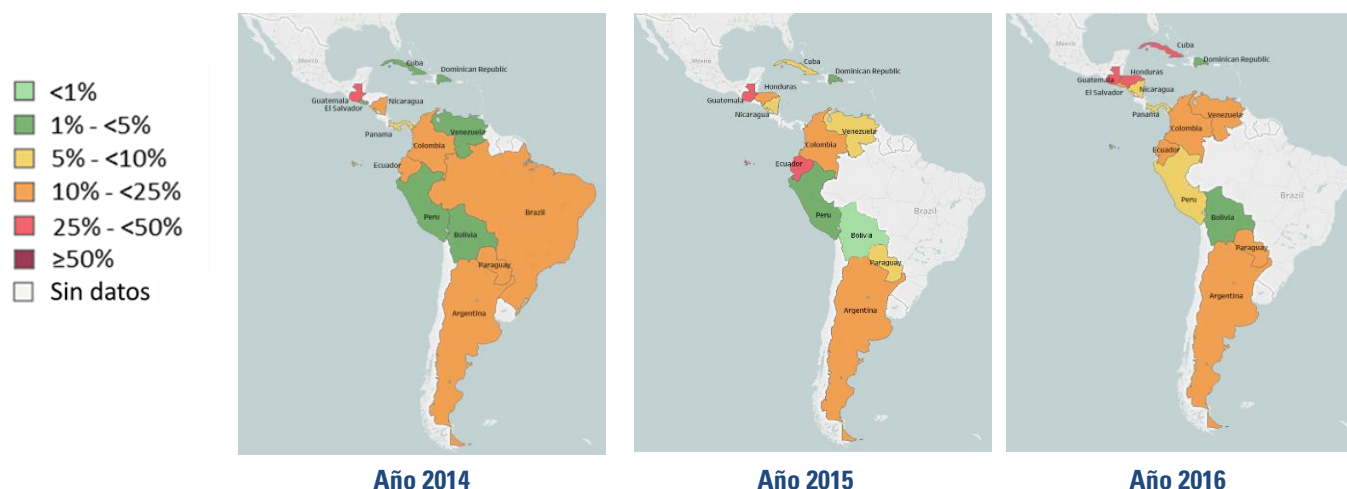 <1%
1% - <5%
5% - <10%
10% - <25%
25% - <50%
≥50%
Sin datos
Mexico
Cuba
Dominican Republic
Guatemala
El Salvador
Nicaragua
Panama
Venezuela
Colombia
Ecuador
Brazil
Peru
Bolivia
Paraguay
Argentina
Año 2014
Mexico
Cuba
Dominican Republic
Honduras
Guatemala
Nicaragua
Venezuela
Colombia
Ecuador
Brazil
Peru
Bolivia
Paraguay
Argentina
Año 2015
Mexico
Cuba
Dominican Republic
Honduras
Guatemala
Nicaragua
El Salvador
Panama
Venezuela
Colombia
Ecuador
Brazil
Peru
Bolivia
Paraguay
Argentina
Año 2016